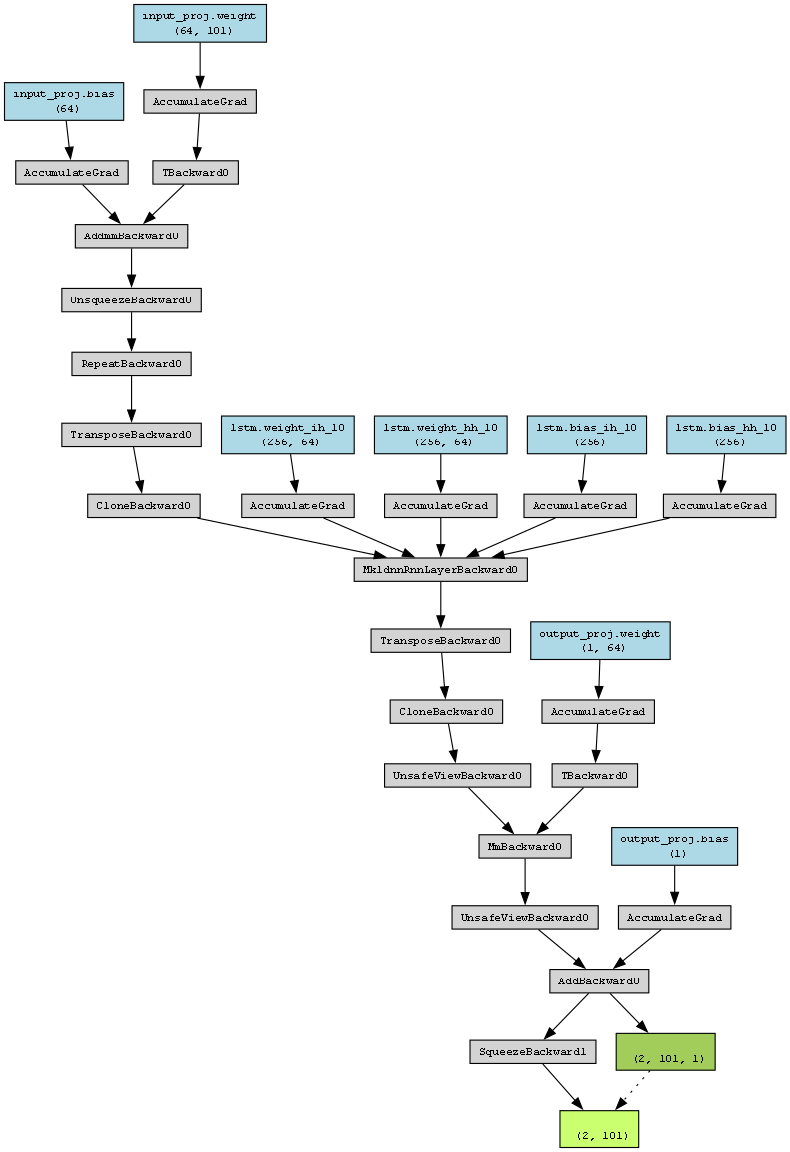 input_proj.weight
(64, 101)
input_proj.bias
(64)
AccumulateGrad
AccumulateGrad
TBackward0
AddmmBackward0
UnsqueezeBackward0
RepeatBackward0
TransposeBackward0
lstm.weight_ih_l0
(256, 64)
lstm.weight_hh_l0
(256, 64)
lstm.bias_ih_l0
(256)
lstm.bias_hh_l0
(256)
CloneBackward0
AccumulateGrad
AccumulateGrad
AccumulateGrad
AccumulateGrad
MkldnnRnnLayerBackward0
TransposeBackward0
output_proj.weight
(1, 64)
CloneBackward0
AccumulateGrad
UnsafeViewBackward0
TBackward0
MmBackward0
output_proj.bias
(1)
UnsafeViewBackward0
AccumulateGrad
AddBackward0
SqueezeBackward1
(2, 101, 1)
(2, 101)